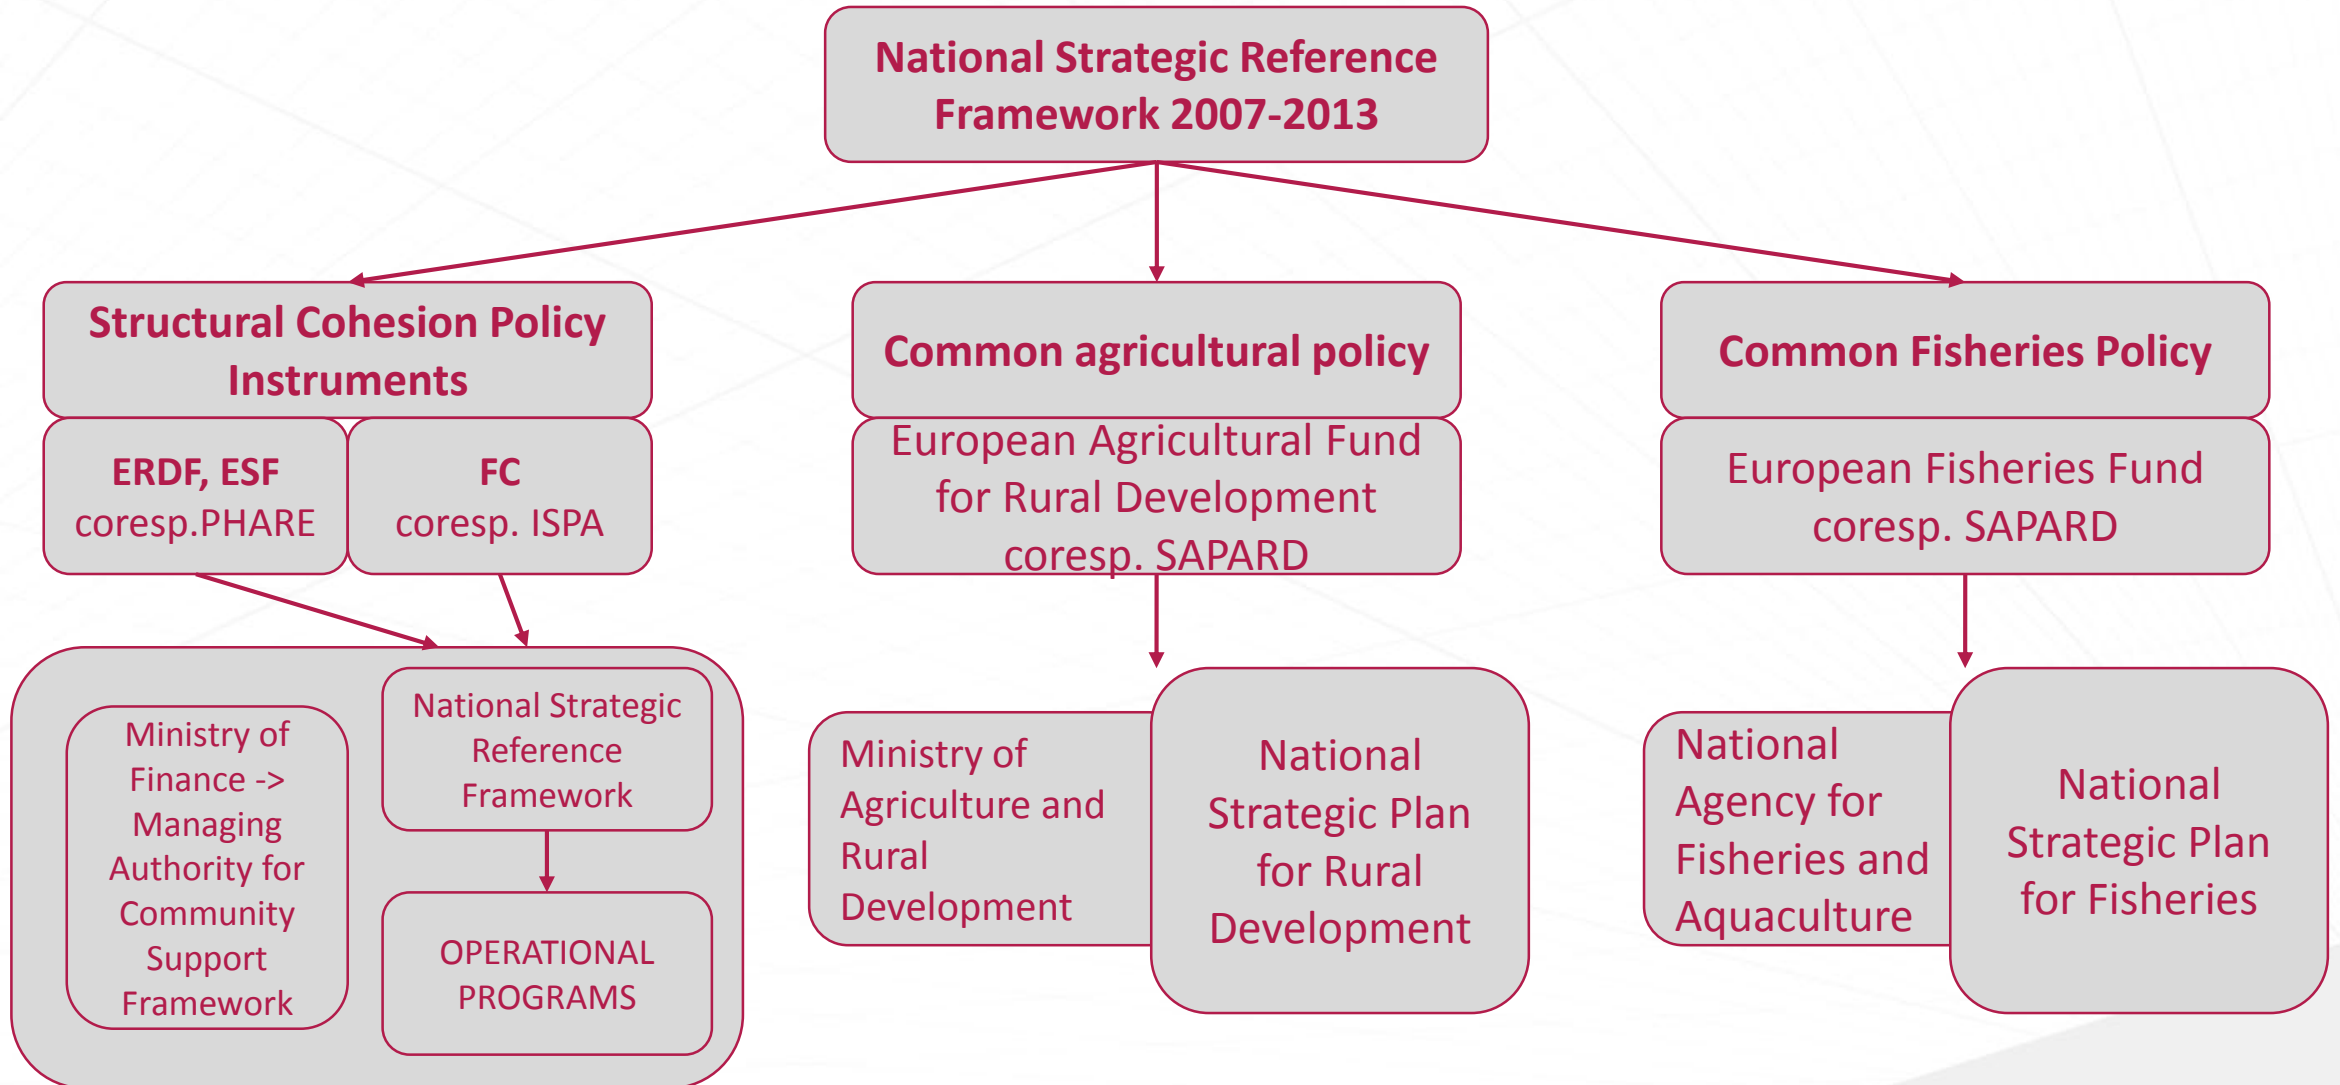 National Strategic Reference
Framework 2007-2013
Structural Cohesion Policy
Instruments
ERDF, ESF
coresp.PHARE
FC
coresp. ISPA
Common agricultural policy
European Agricultural Fund
for Rural Development
coresp. SAPARD
Common Fisheries Policy
European Fisheries Fund
coresp. SAPARD
Ministry of
Finance ->
Managing
Authority for
Community
Support
Framework
National Strategic
Reference
Framework
OPERATIONAL
PROGRAMS
Ministry of
Agriculture and
Rural
Development
National
Strategic Plan
for Rural
Development
National
Agency for
Fisheries and
Aquaculture
National
Strategic Plan
for Fisheries